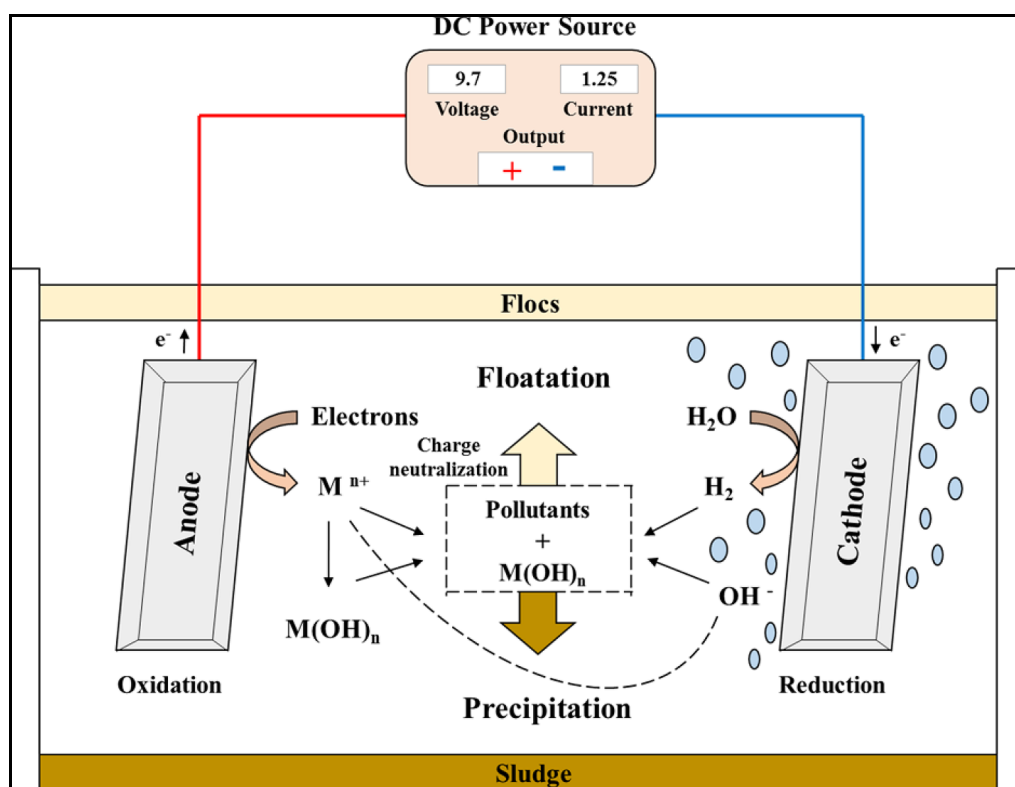 DC Power Source
9.7
1.25
Voltage
Current
Output
+ -
Flocs
e-
e-
Floatation
Electrons
H2O
Charge
neutralization
M n+
H2
Anode
Pollutants
+
M(OH)n
Cathode
OH -
M(OH)n
Oxidation
Reduction
Precipitation
Sludge